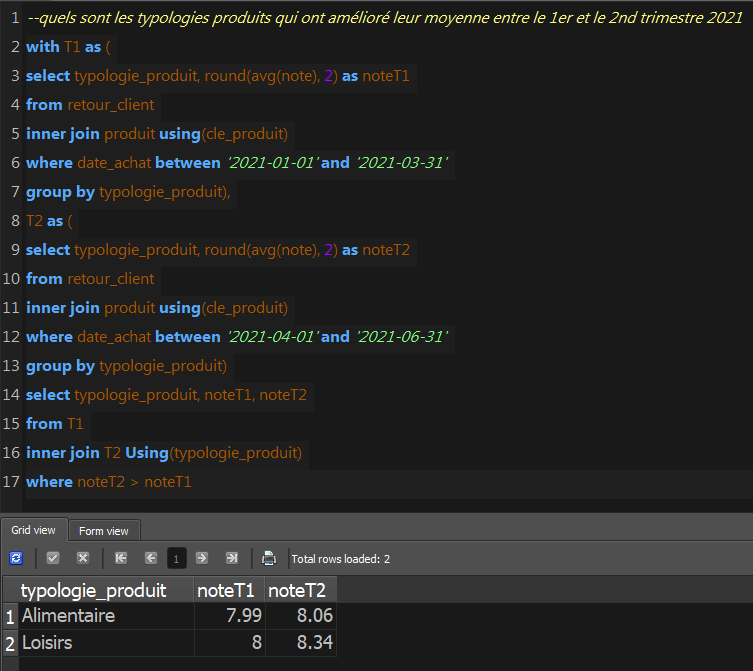 1 --quels sont les typologies produits qui ont amélioré leur moyenne entre le 1er et le 2nd trimestre 2021
2 with T1 as (
3 select typologie_produit, round(avg(note), 2) as noteT1
4 from retour_client
5 inner join produit using(cle_produit)
6 where date_achat between '2021-01-01' and '2021-03-31'
7 group by typologie_produit),
8 T2 as (
9 select typologie_produit, round(avg(note), 2) as noteT2
10 from retour_client
11 inner join produit using(cle_produit)
12 where date_achat between '2021-04-01' and '2021-06-31'
13 group by typologie_produit)
14 select typologie_produit, noteT1, noteT2
15 from T1
16 inner join T2 Using(typologie_produit)
17 where noteT2 > noteT1
Grid view Form view
1 Total rows loaded: 2
typologie_produit noteT1 noteT2
1 Alimentaire 7.99 8.06
2 Loisirs 8 8.34